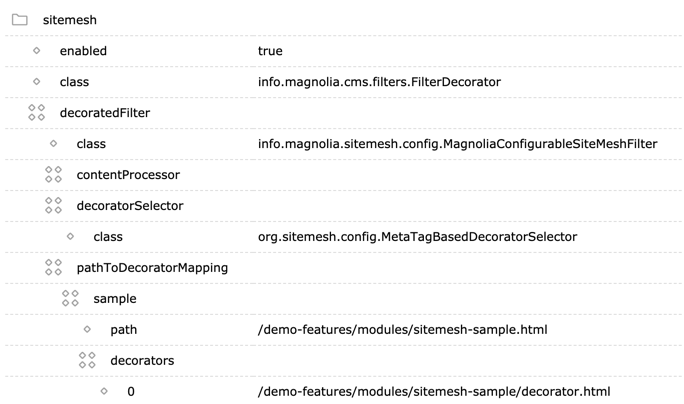 sitemesh
enabled true
class info.magnolia.cms.filters.FilterDecorator
decoratedFilter
class info.magnolia.sitemesh.config.MagnoliaConfigurableSiteMeshFilter
contentProcessor
decoratorSelector
class org.sitemesh.config.MetaTagBasedDecoratorSelector
pathToDecoratorMapping
sample
path /demo-features/modules/sitemesh-sample.html
decorators
0 /demo-features/modules/sitemesh-sample/decorator.html